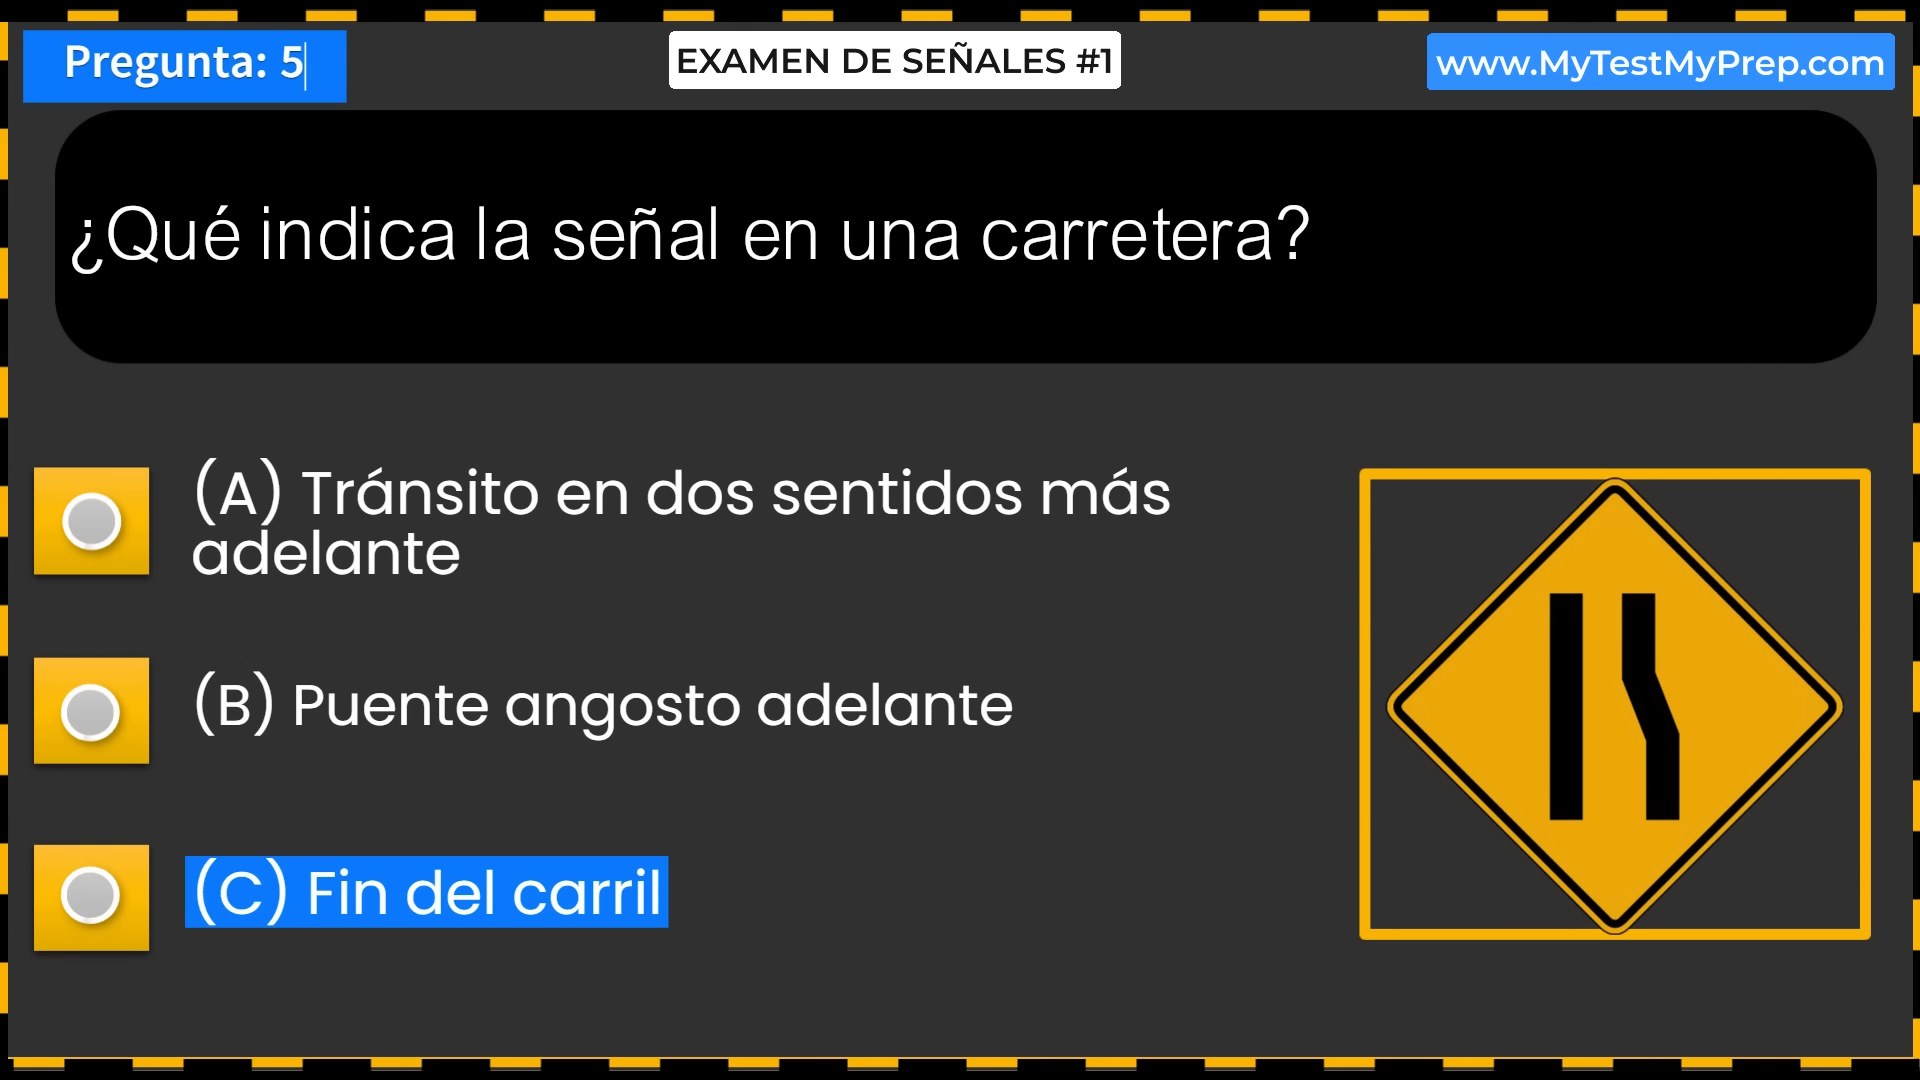 Pregunta: 5
EXAMEN DE SEÑALES #1
www.MyTestMyPrep.com
¿Qué indica la señal en una carretera?
(A) Tránsito en dos sentidos más
adelante
(B) Puente angosto adelante
(C) Fin del carril